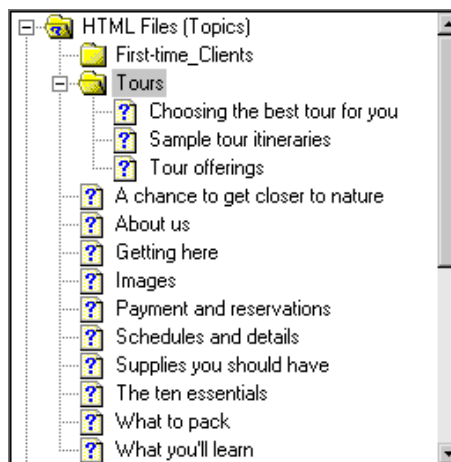 HTML Files (Topics)
First-time_Clients
Tours
Choosing the best tour for you
Sample tour itineraries
Tour offerings
A chance to get closer to nature
About us
Getting here
Images
Payment and reservations
Schedules and details
Supplies you should have
The ten essentials
What to pack
What you'll learn